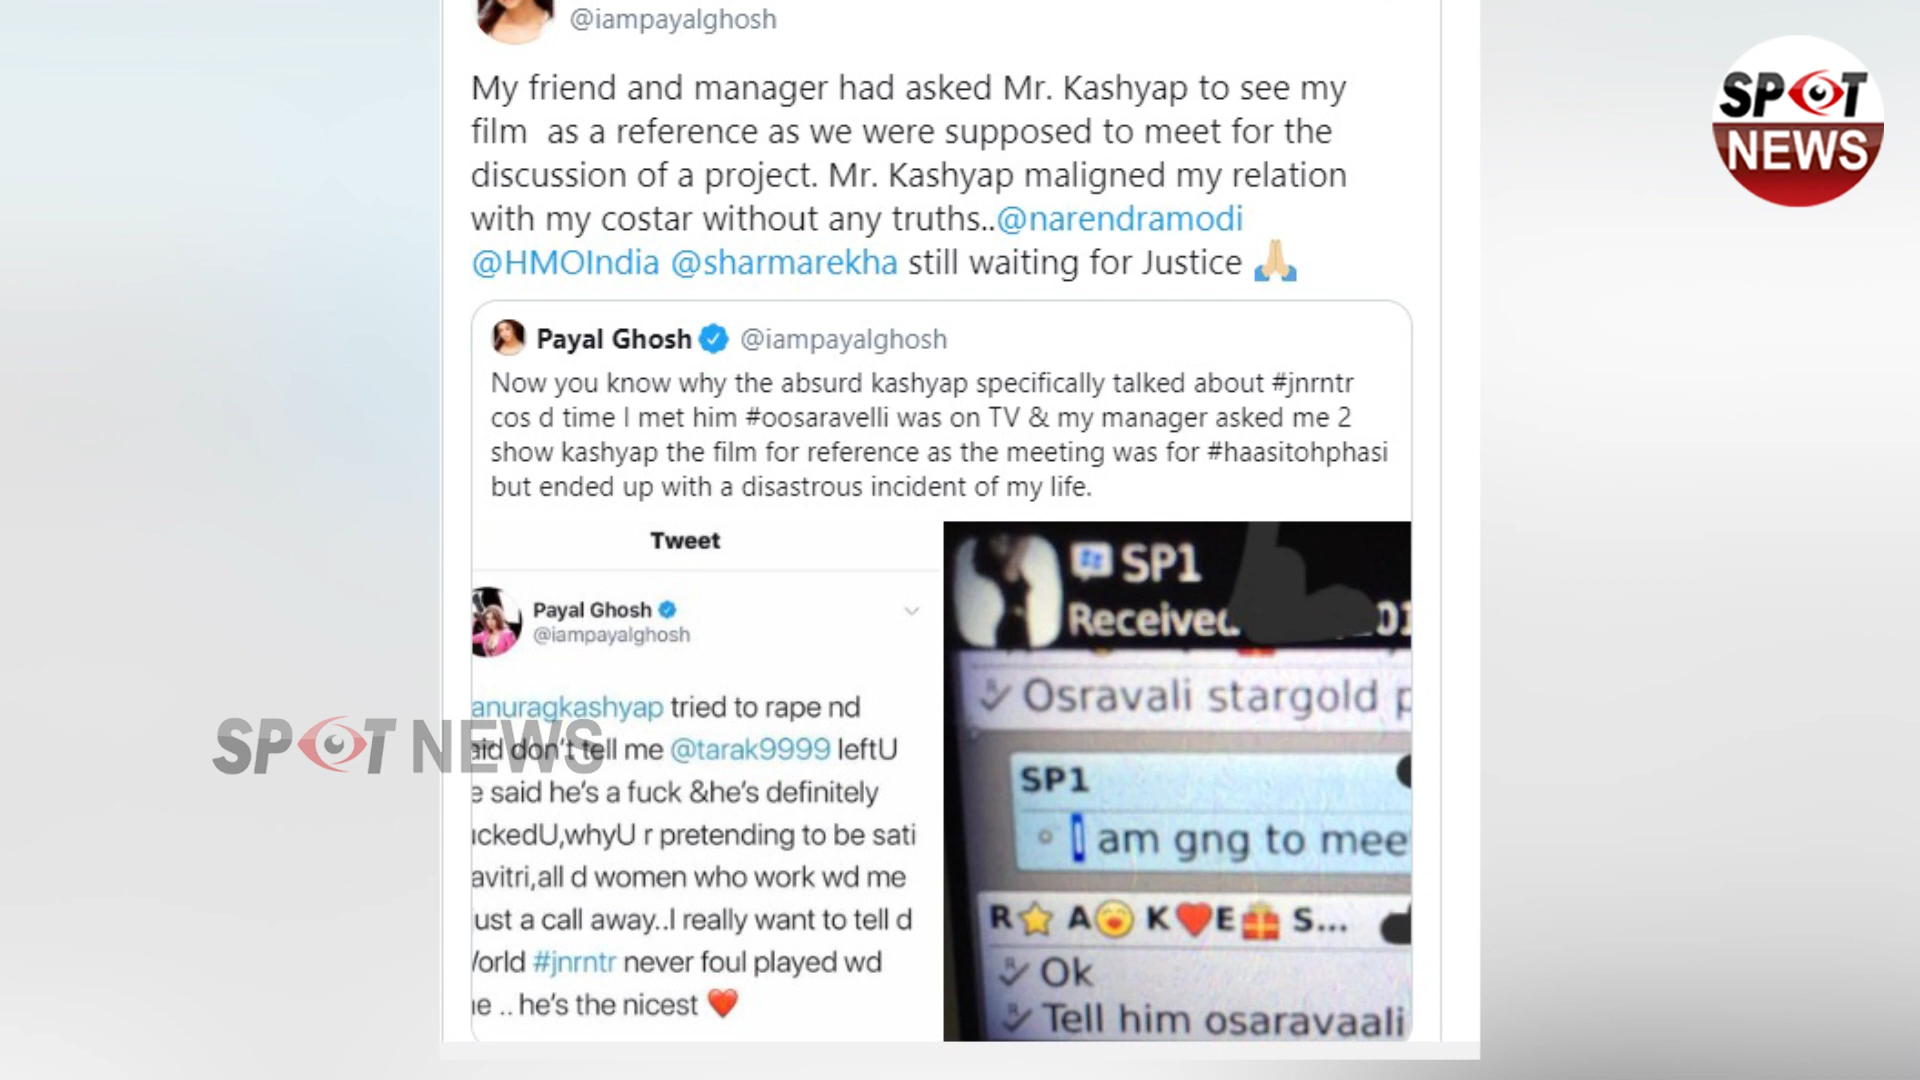 @iampayalghosh
SPOT
NEWS
My friend and manager had asked Mr. Kashyap to see my
film as a reference as we were supposed to meet for the
discussion of a project. Mr. Kashyap maligned my relation
with my costar without any truths..@narendramodi
@HMOIndia @sharmarekha still waiting for Justice 🙏🏼
Payal Ghosh @iampayalghosh
Now you know why the absurd kashyap specifically talked about #jnrntr
cos d time I met him #oosaravelli was on TV & my manager asked me 2
show kashyap the film for reference as the meeting was for #haasitohphasi
but ended up with a disastrous incident of my life.
Tweet
Payal Ghosh
@iampayalghosh
anuragkashyap tried to rape nd
aid don't tell me @tarak9999 leftU
e said he's a fuck &he's definitely
ckedU,whyU r pretending to be sati
avitri,all d women who work wd me
ust a call away..I really want to tell d
orld #jnrntr never foul played wd
e .. he's the nicest ❤️
SPOT NEWS
SP1
Received 01
Osravali stargold p
SP1
I am gng to mee
R⭐ A😄 K❤️E🎁 S...
Ok
Tell him osaravaali